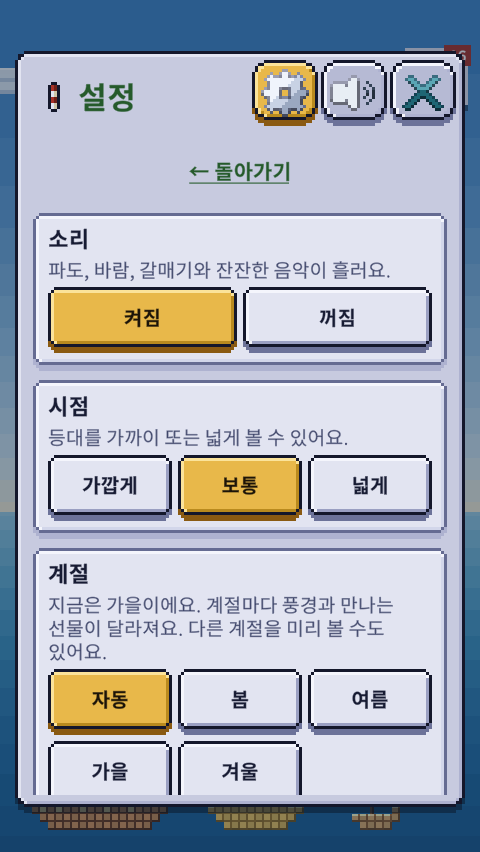 설정
← 돌아가기
소리
파도, 바람, 갈매기와 잔잔한 음악이 흘러요.
켜짐
꺼짐
시점
등대를 가까이 또는 넓게 볼 수 있어요.
가깝게
보통
넓게
계절
지금은 가을이에요. 계절마다 풍경과 만나는
선물이 달라져요. 다른 계절을 미리 볼 수도
있어요.
자동
봄
여름
가을
겨울